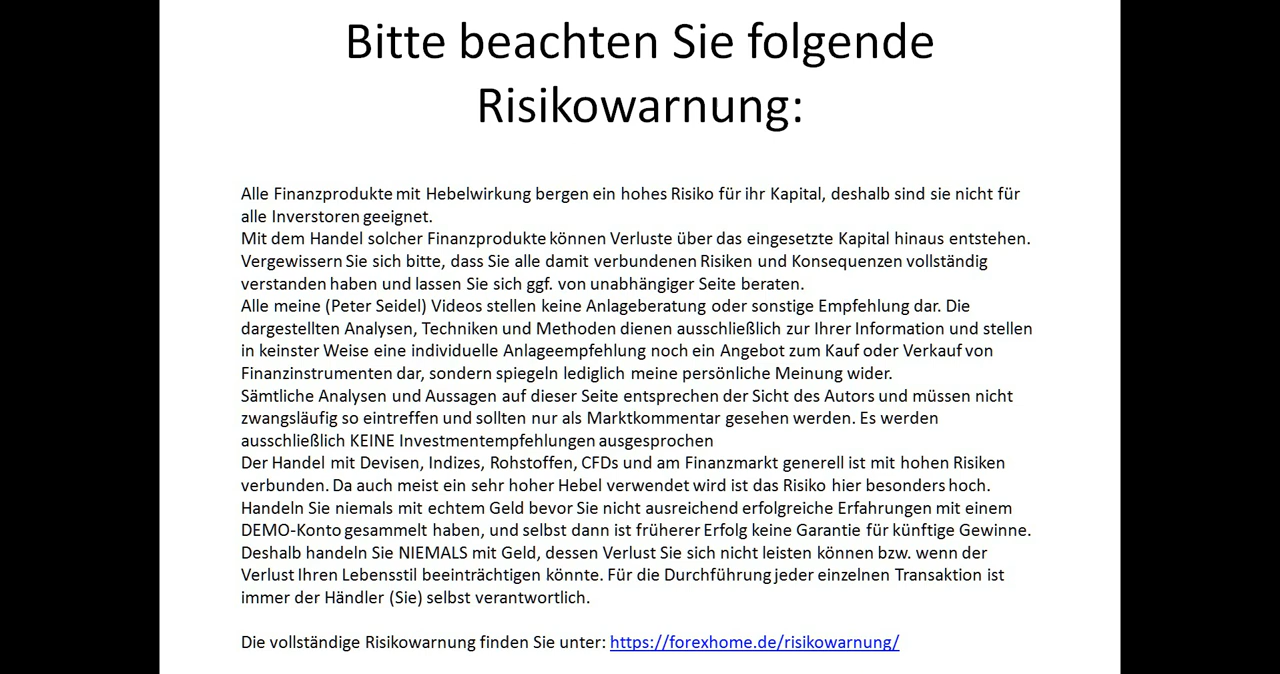 Bitte beachten Sie folgende
Risikowarnung:
Alle Finanzprodukte mit Hebelwirkung bergen ein hohes Risiko für ihr Kapital, deshalb sind sie nicht für
alle Inverstoren geeignet.
Mit dem Handel solcher Finanzprodukte können Verluste über das eingesetzte Kapital hinaus entstehen.
Vergewissern Sie sich bitte, dass Sie alle damit verbundenen Risiken und Konsequenzen vollständig
verstanden haben und lassen Sie sich ggf. von unabhängiger Seite beraten.
Alle meine (Peter Seidel) Videos stellen keine Anlageberatung oder sonstige Empfehlung dar. Die
dargestellten Analysen, Techniken und Methoden dienen ausschließlich zur Ihrer Information und stellen
in keinster Weise eine individuelle Anlageempfehlung noch ein Angebot zum Kauf oder Verkauf von
Finanzinstrumenten dar, sondern spiegeln lediglich meine persönliche Meinung wider.
Sämtliche Analysen und Aussagen auf dieser Seite entsprechen der Sicht des Autors und müssen nicht
zwangsläufig so eintreffen und sollten nur als Marktkommentar gesehen werden. Es werden
ausschließlich KEINE Investmentempfehlungen ausgesprochen
Der Handel mit Devisen, Indizes, Rohstoffen, CFDs und am Finanzmarkt generell ist mit hohen Risiken
verbunden. Da auch meist ein sehr hoher Hebel verwendet wird ist das Risiko hier besonders hoch.
Handeln Sie niemals mit echtem Geld bevor Sie nicht ausreichend erfolgreiche Erfahrungen mit einem
DEMO-Konto gesammelt haben, und selbst dann ist früherer Erfolg keine Garantie für künftige Gewinne.
Deshalb handeln Sie NIEMALS mit Geld, dessen Verlust Sie sich nicht leisten können bzw. wenn der
Verlust Ihren Lebensstil beeinträchtigen könnte. Für die Durchführung jeder einzelnen Transaktion ist
immer der Händler (Sie) selbst verantwortlich.
Die vollständige Risikowarnung finden Sie unter: https://forexhome.de/risikowarnung/